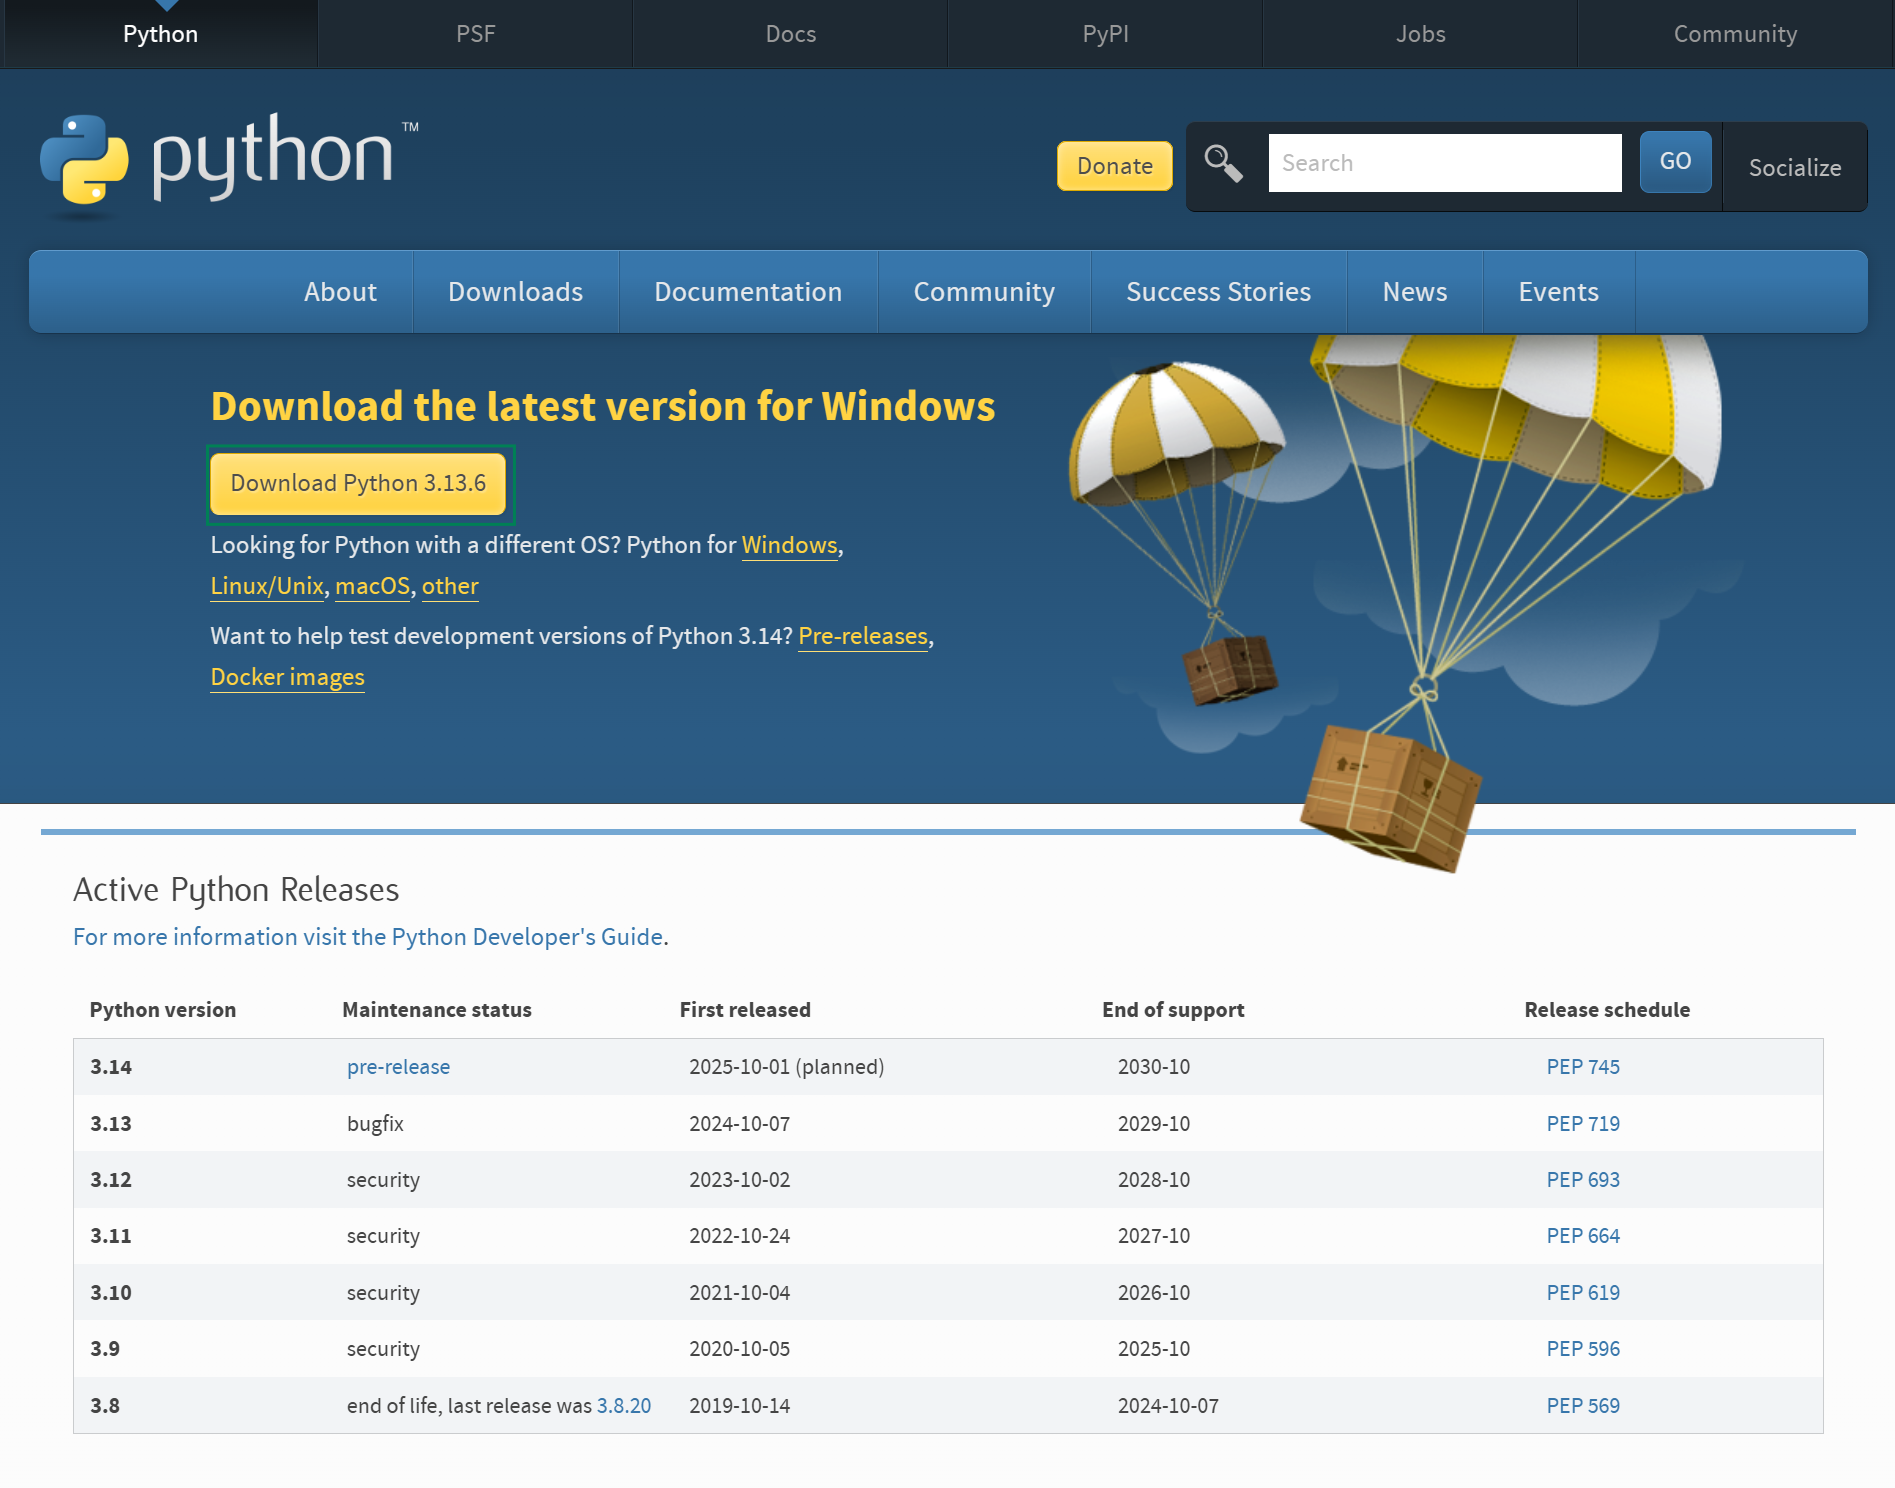 Python PSF Docs PyPI Jobs Community
python™
Donate Search GO Socialize
About Downloads Documentation Community Success Stories News Events
Download the latest version for Windows
Download Python 3.13.6
Looking for Python with a different OS? Python for Windows,
Linux/Unix, macOS, other
Want to help test development versions of Python 3.14? Pre-releases,
Docker images
Active Python Releases
For more information visit the Python Developer's Guide.
Python version Maintenance status First released End of support Release schedule
3.14 pre-release 2025-10-01 (planned) 2030-10 PEP 745
3.13 bugfix 2024-10-07 2029-10 PEP 719
3.12 security 2023-10-02 2028-10 PEP 693
3.11 security 2022-10-24 2027-10 PEP 664
3.10 security 2021-10-04 2026-10 PEP 619
3.9 security 2020-10-05 2025-10 PEP 596
3.8 end of life, last release was 3.8.20 2019-10-14 2024-10-07 PEP 569